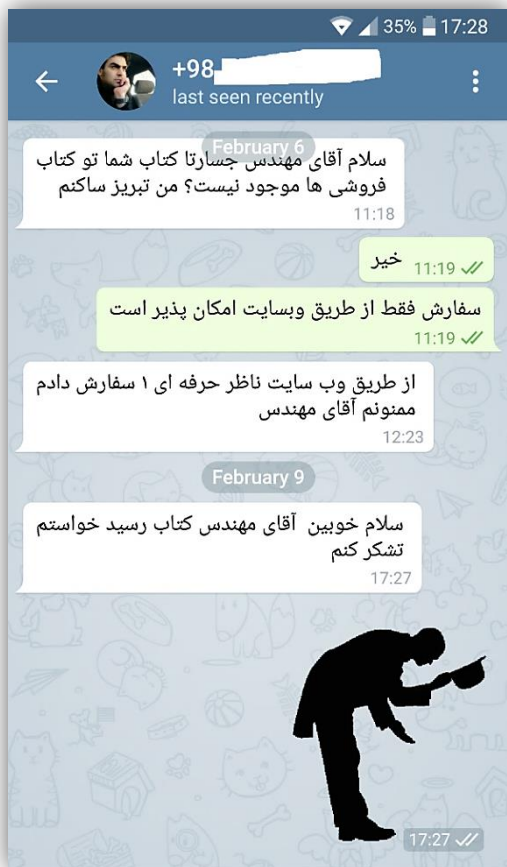 35% 17:28
+98
last seen recently
February 6
سلام آقای مهندس جسارتا کتاب شما تو کتاب
فروشی ها موجود نیست؟ من تبریز ساکنم
11:18
خیر 11:19
سفارش فقط از طریق وبسایت امکان پذیر است
11:19
از طریق وب سایت ناظر حرفه ای ۱ سفارش دادم
ممنونم آقای مهندس
12:23
February 9
سلام خوبین آقای مهندس کتاب رسید خواستم
تشکر کنم
17:27
17:27